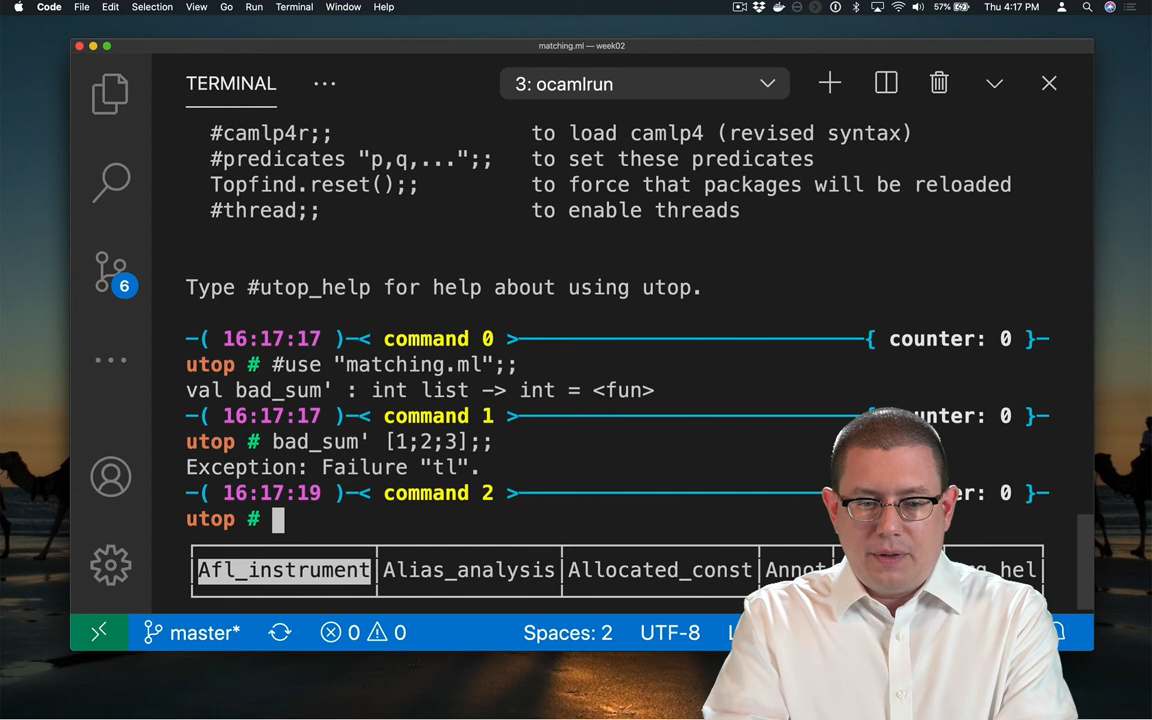 Code File Edit Selection View Go Run Terminal Window Help 57% Thu 4:17 PM
matching.ml — week02
TERMINAL ··· 3: ocamlrun
#camlp4r;; to load camlp4 (revised syntax)
#predicates "p,q,...";; to set these predicates
Topfind.reset();; to force that packages will be reloaded
#thread;; to enable threads
Type #utop_help for help about using utop.
─( 16:17:17 )─< command 0 >─{ counter: 0 }─
utop # #use "matching.ml";;
val bad_sum' : int list -> int = <fun>
─( 16:17:17 )─< command 1 >─{ counter: 0 }─
utop # bad_sum' [1;2;3];;
Exception: Failure "tl".
─( 16:17:19 )─< command 2 >─ 0 }─
utop #
Afl_instrument|Alias_analysis|Allocated_const
6
master* 0 0 Spaces: 2 UTF-8